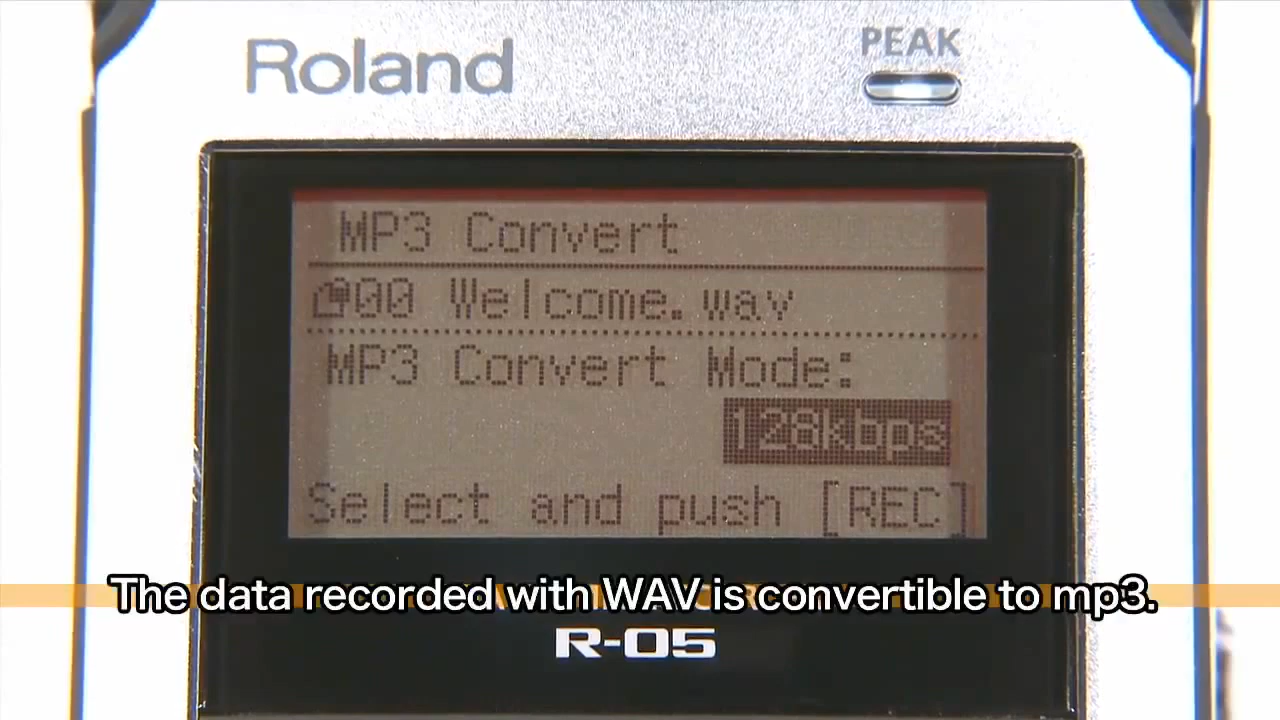 Roland
PEAK
MP3 Convert
00 Welcome.wav
MP3 Convert Mode:
128kbps
Select and push [REC]
The data recorded with WAV is convertible to mp3.
R-05